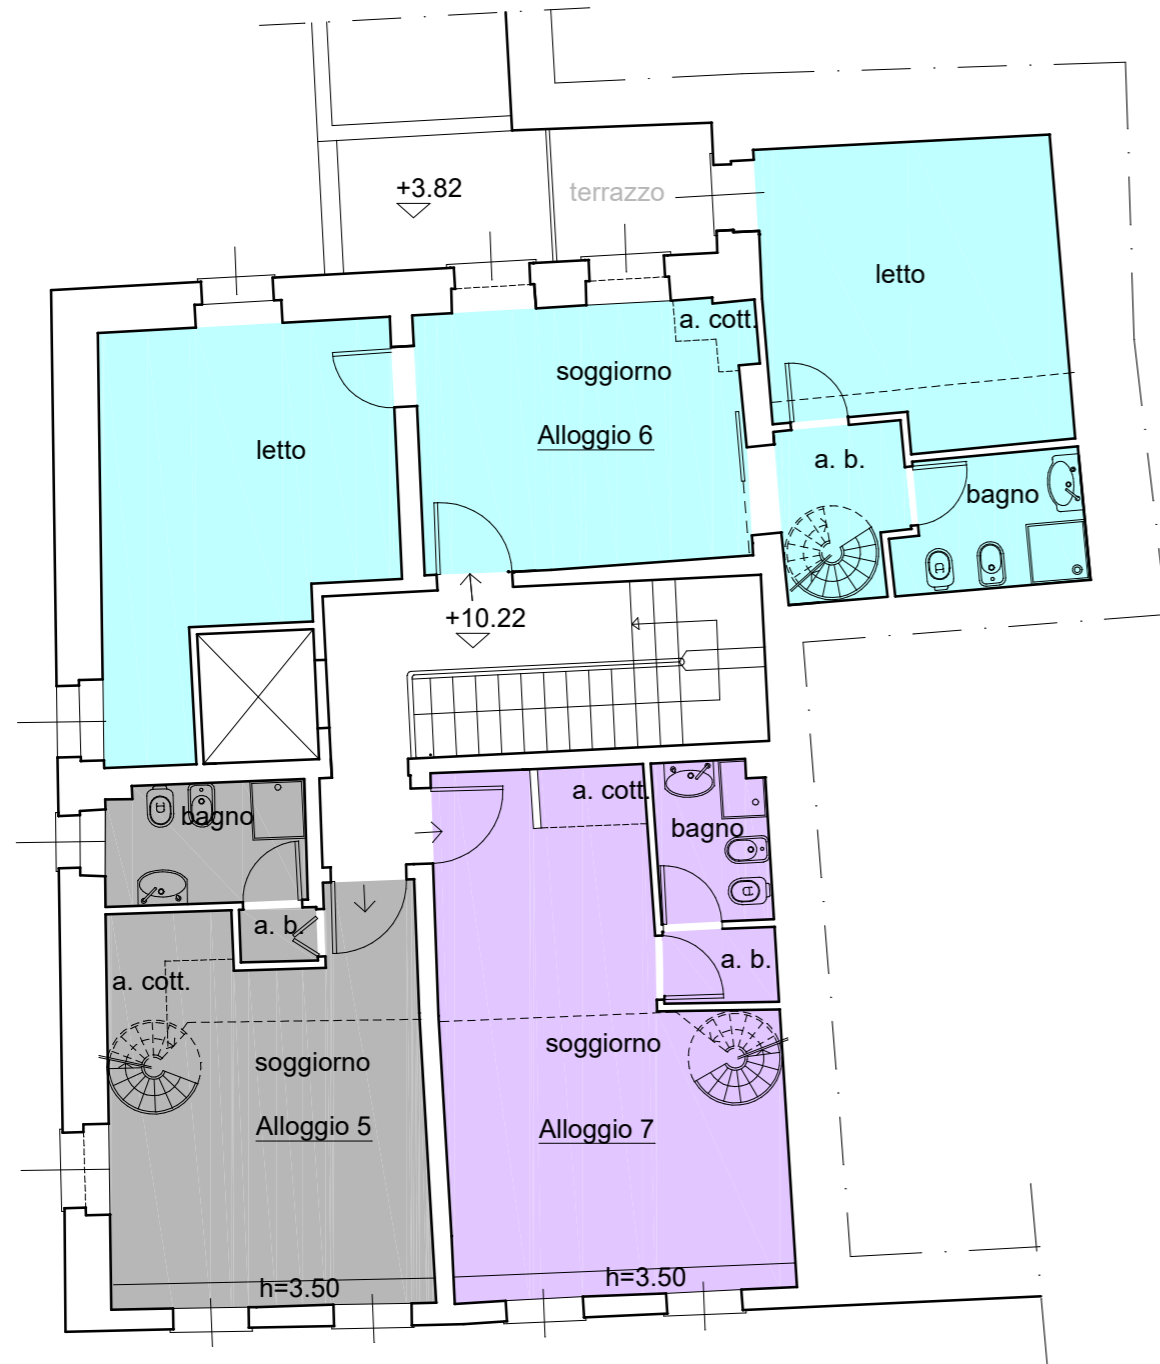 +3.82
terrazzo
letto
a. cott.
soggiorno
Alloggio 6
letto
a. b.
bagno
+10.22
bagno
a. cott.
bagno
a. b.
a. b.
a. cott.
soggiorno
soggiorno
Alloggio 5
Alloggio 7
h=3.50
h=3.50